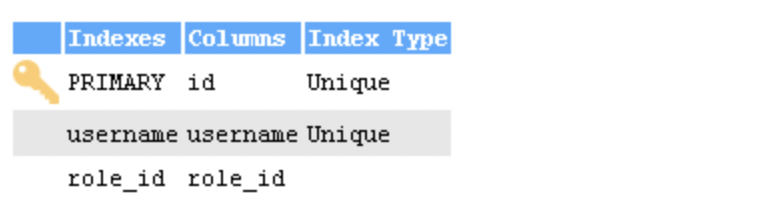 Indexes Columns Index Type
PRIMARY id Unique
username username Unique
role_id role_id